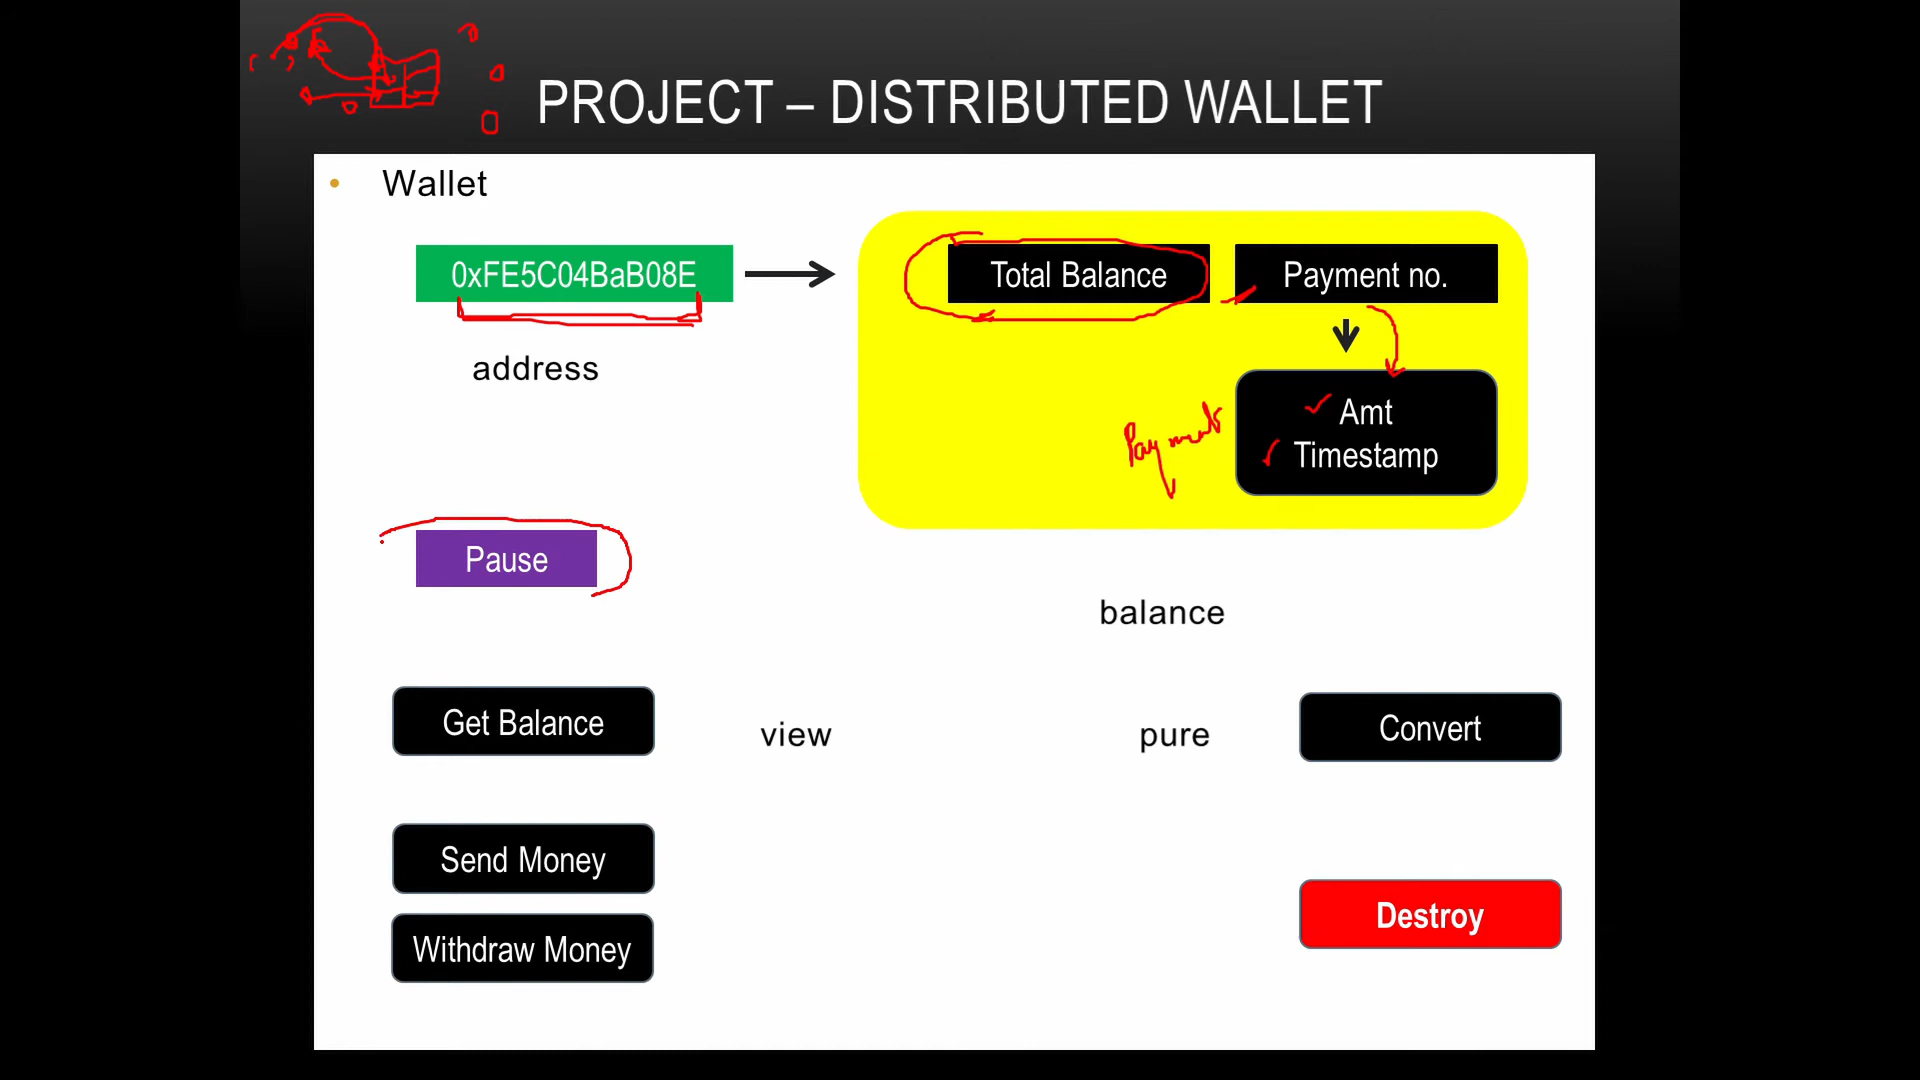 PROJECT – DISTRIBUTED WALLET
• Wallet
0xFE5C04BaB08E
Total Balance
Payment no.
address
Amt
Timestamp
Payment
Pause
balance
Get Balance
view
pure
Convert
Send Money
Destroy
Withdraw Money